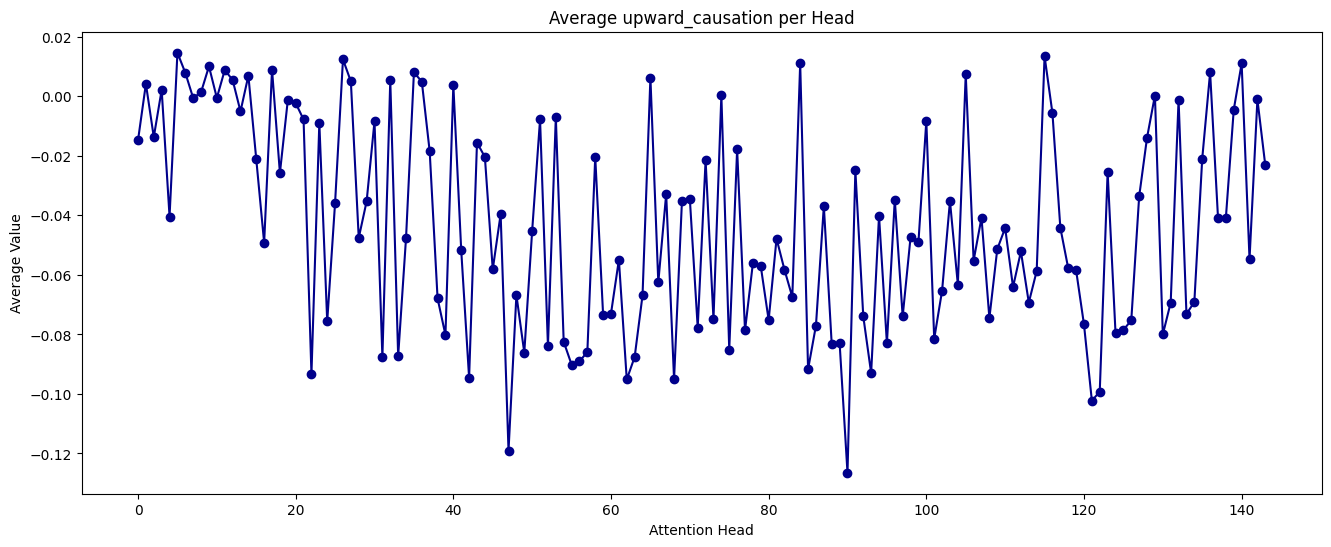 Average upward_causation per Head
0.02
0.00
−0.02
−0.04
−0.06
−0.08
−0.10
−0.12
Average Value
0 20 40 60 80 100 120 140
Attention Head